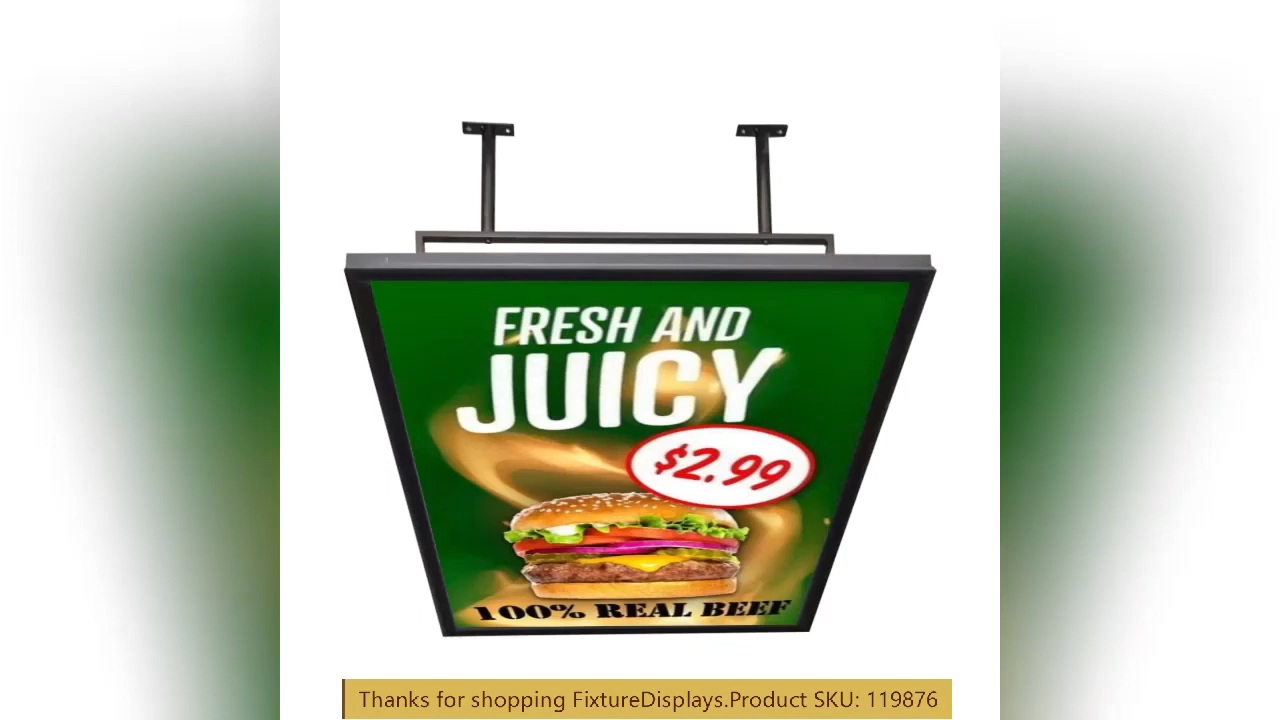 FRESH AND
JUICY
$2.99
100% REAL BEEF
Thanks for shopping FixtureDisplays.Product SKU: 119876